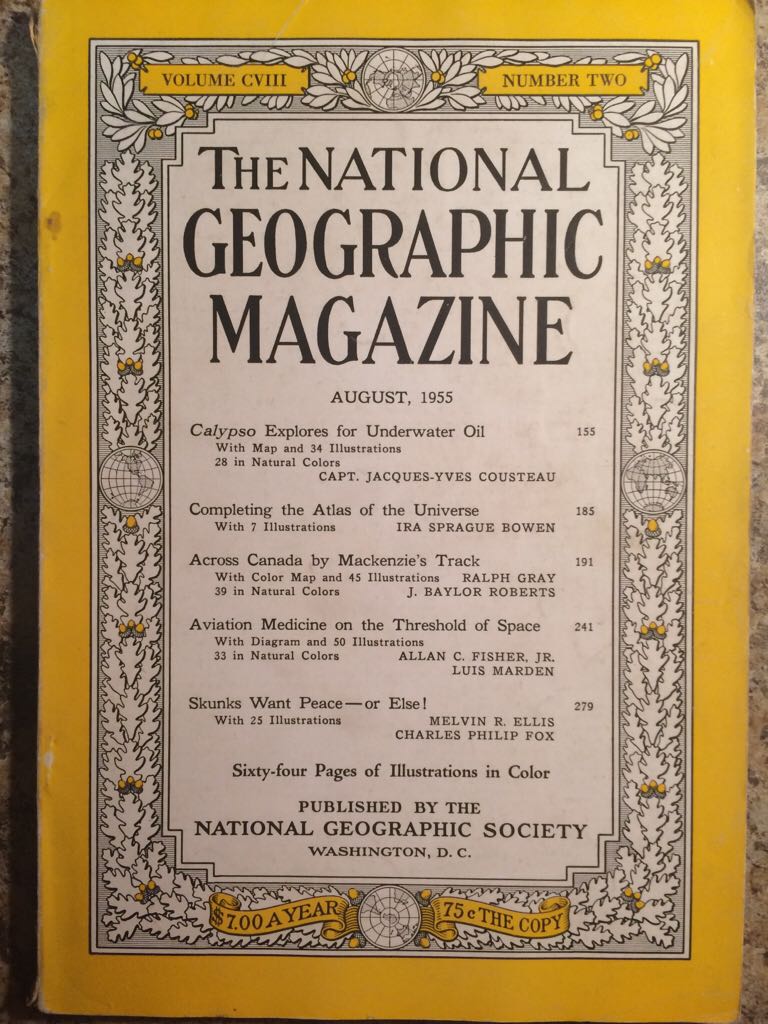 VOLUME CVIII
NUMBER TWO
THE NATIONAL
GEOGRAPHIC
MAGAZINE
AUGUST, 1955
Calypso Explores for Underwater Oil 155
With Map and 34 Illustrations
28 in Natural Colors
CAPT. JACQUES-YVES COUSTEAU
Completing the Atlas of the Universe 185
With 7 Illustrations IRA SPRAGUE BOWEN
Across Canada by Mackenzie's Track 191
With Color Map and 45 Illustrations RALPH GRAY
39 in Natural Colors J. BAYLOR ROBERTS
Aviation Medicine on the Threshold of Space 241
With Diagram and 50 Illustrations
33 in Natural Colors ALLAN C. FISHER, JR.
LUIS MARDEN
Skunks Want Peace—or Else! 279
With 25 Illustrations MELVIN R. ELLIS
CHARLES PHILIP FOX
Sixty-four Pages of Illustrations in Color
PUBLISHED BY THE
NATIONAL GEOGRAPHIC SOCIETY
WASHINGTON, D. C.
$7.00 A YEAR
75c THE COPY